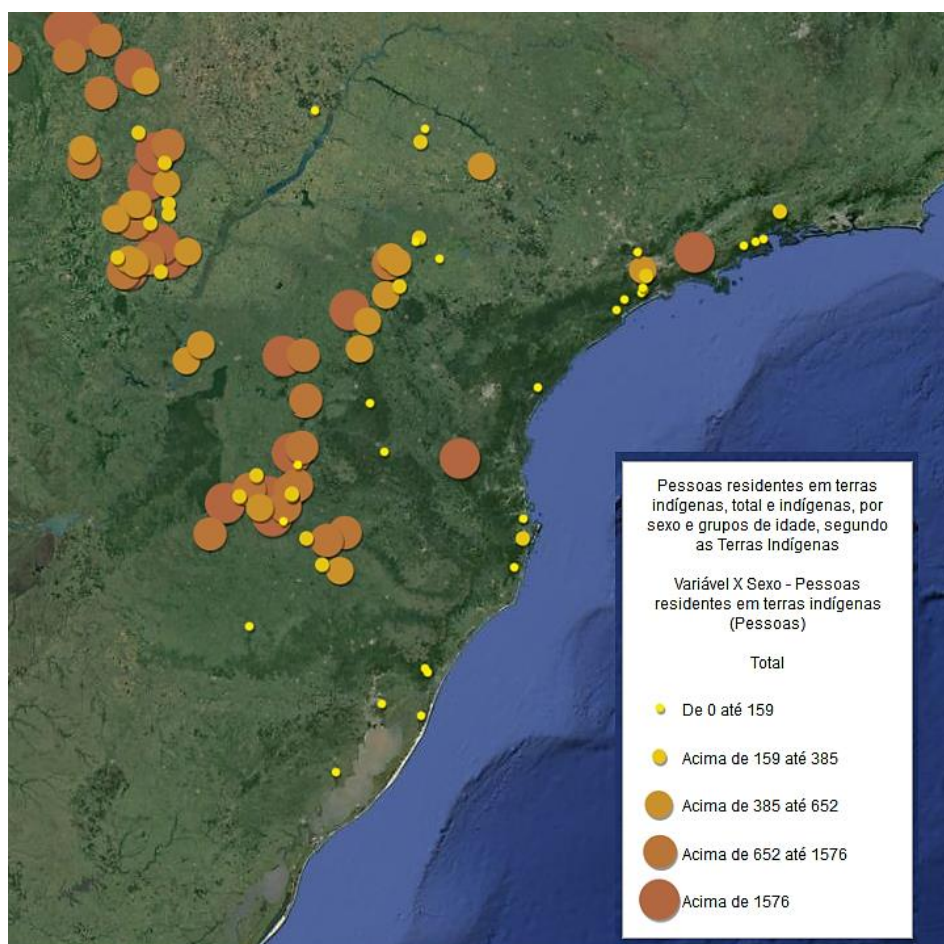 Pessoas residentes em terras
indígenas, total e indígenas, por
sexo e grupos de idade, segundo
as Terras Indígenas
Variável X Sexo - Pessoas
residentes em terras indígenas
(Pessoas)
Total
De 0 até 159
Acima de 159 até 385
Acima de 385 até 652
Acima de 652 até 1576
Acima de 1576